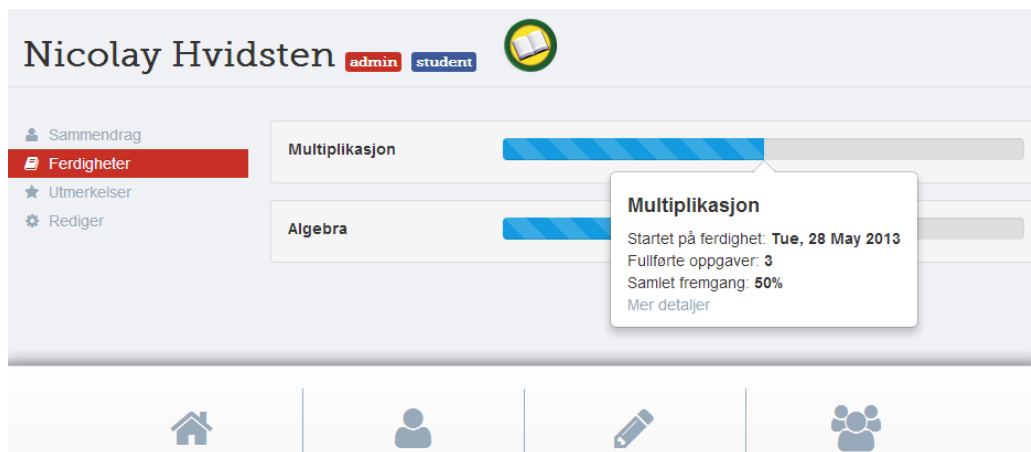 Nicolay Hvidsten admin student
Sammendrag
Ferdigheter
Utmerkelser
Rediger
Multiplikasjon
Algebra
Multiplikasjon
Startet på ferdighet: Tue, 28 May 2013
Fullførte oppgaver: 3
Samlet fremgang: 50%
Mer detaljer